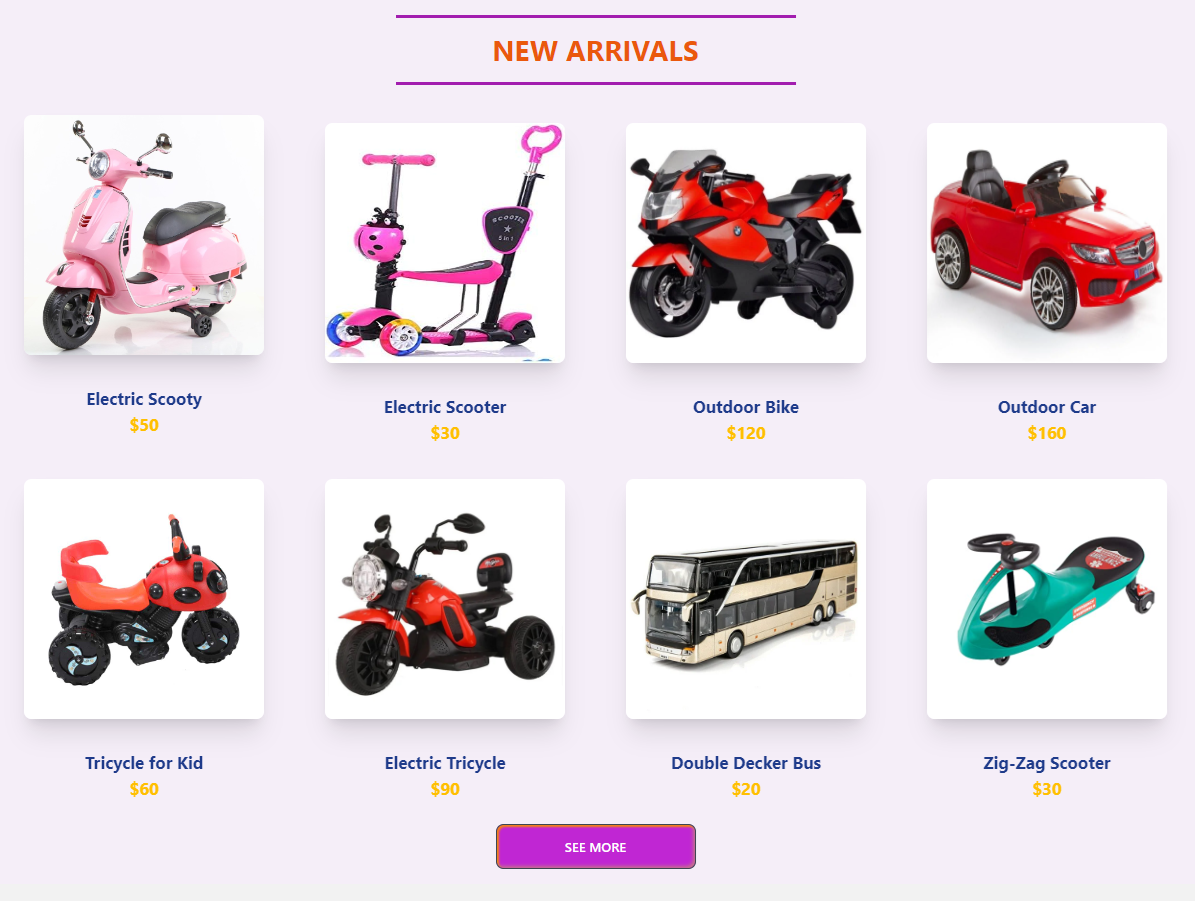 NEW ARRIVALS
SCOOTER
5 in 1
Electric Scooty
$50
Electric Scooter
$30
Outdoor Bike
$120
Outdoor Car
$160
Tricycle for Kid
$60
Electric Tricycle
$90
Double Decker Bus
$20
Zig-Zag Scooter
$30
SEE MORE